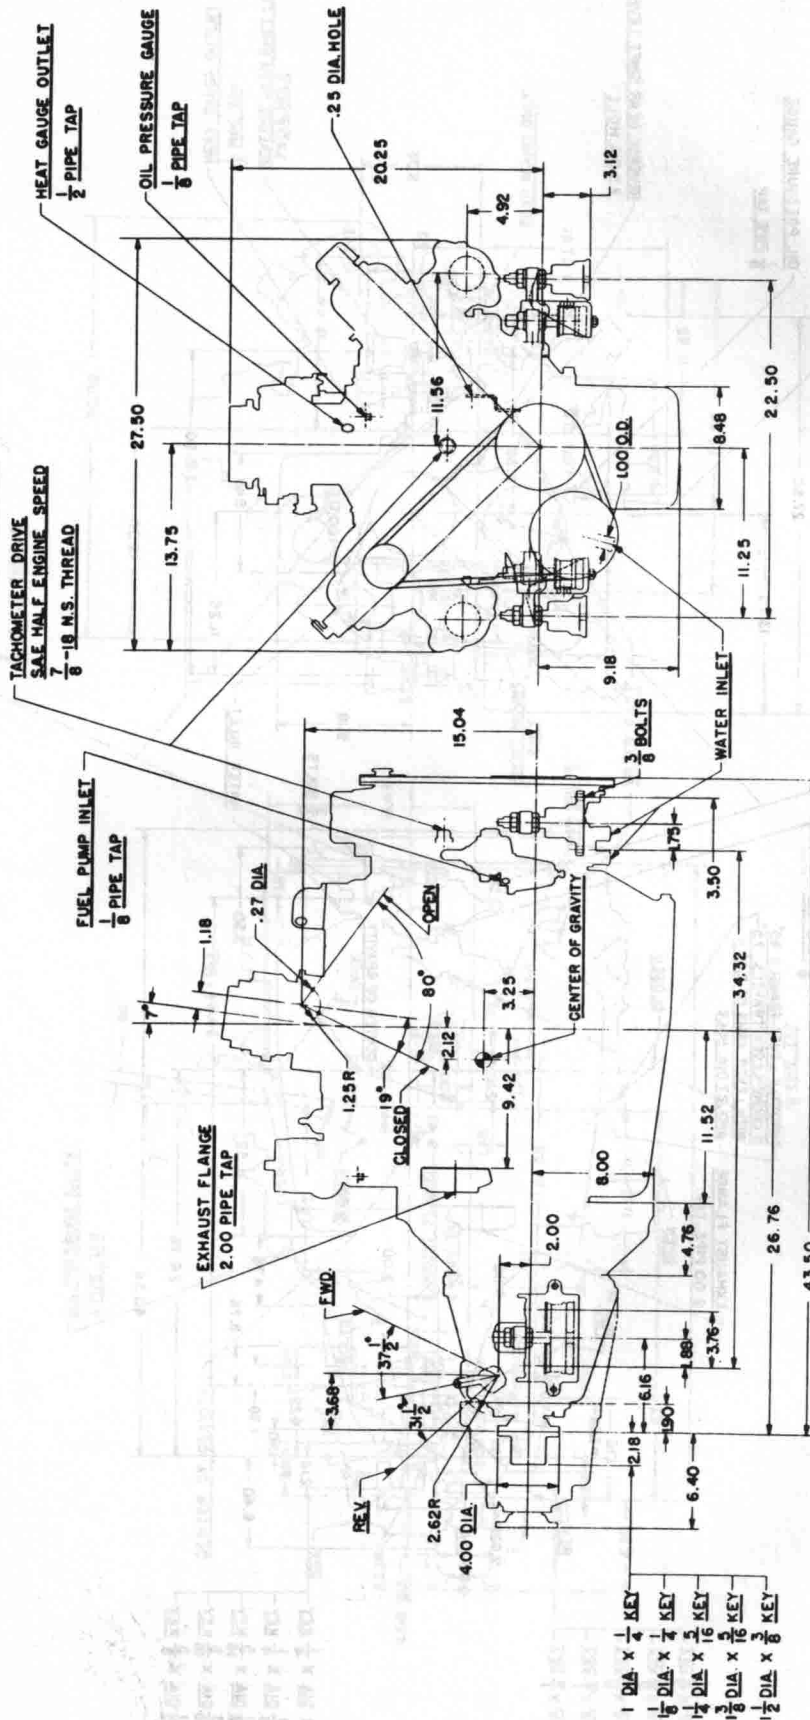 TACHOMETER DRIVE
SAE HALF ENGINE SPEED
7/8-18 N.S. THREAD
HEAT GAUGE OUTLET
1/2 PIPE TAP
OIL PRESSURE GAUGE
1/8 PIPE TAP
.25 DIA. HOLE
27.50
13.75
20.25
4.92
3.12
11.56
1.00 O.D.
8.48
22.50
11.25
9.18
WATER INLET
FUEL PUMP INLET
1/8 PIPE TAP
7°
1.18
.27 DIA.
15.04
OPEN
80°
1.25 R
19°
CLOSED
2.12
3.25
CENTER OF GRAVITY
9.42
3/8 BOLTS
1.75
3.50
34.32
EXHAUST FLANGE
2.00 PIPE TAP
11.52
8.00
26.76
43.50
FWD.
37 1/2°
3.68
31 1/2°
REV.
2.62 R
4.00 DIA.
2.00
4.76
3.76
1.88
6.16
1.90
2.18
6.40
1 DIA. X 1/4 KEY
1 1/8 DIA. X 1/4 KEY
1 1/4 DIA. X 5/16 KEY
1 3/8 DIA. X 5/16 KEY
1 1/2 DIA. X 3/8 KEY